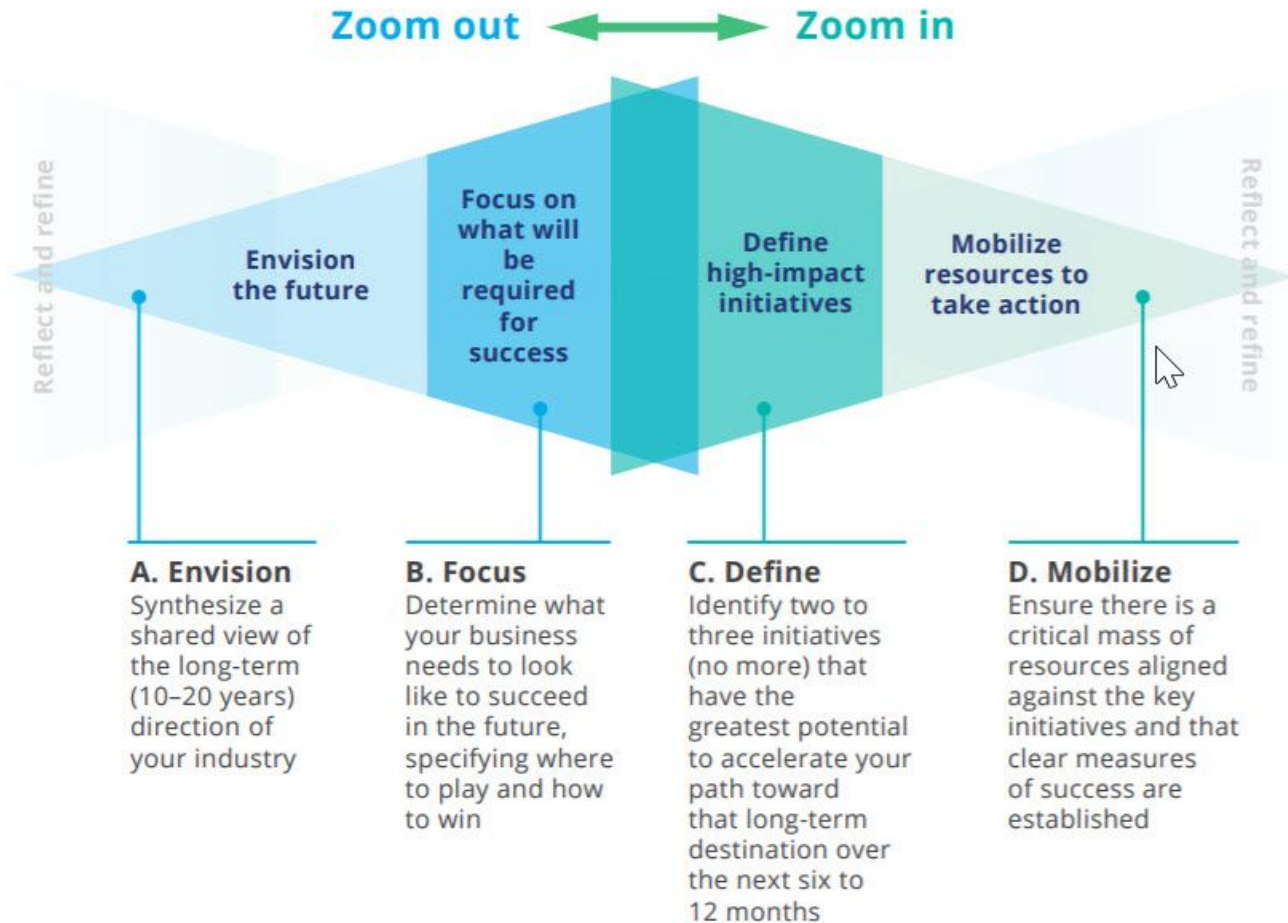 Zoom out
Zoom in
Reflect and refine
Envision
the future
Focus on
what will
be
required
for
success
Define
high-impact
initiatives
Mobilize
resources to
take action
Reflect and refine
A. Envision
Synthesize a
shared view of
the long-term
(10–20 years)
direction of
your industry
B. Focus
Determine what
your business
needs to look
like to succeed
in the future,
specifying where
to play and how
to win
C. Define
Identify two to
three initiatives
(no more) that
have the
greatest potential
to accelerate your
path toward
that long-term
destination over
the next six to
12 months
D. Mobilize
Ensure there is a
critical mass of
resources aligned
against the key
initiatives and that
clear measures
of success are
established